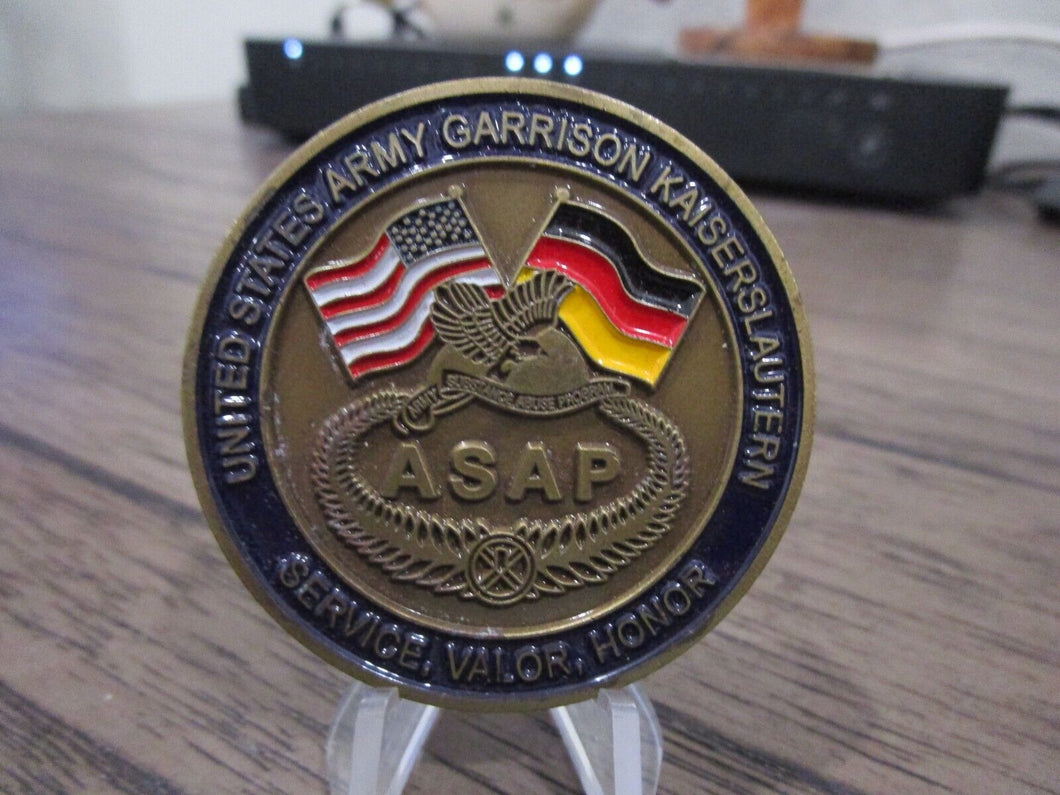 UNITED STATES ARMY GARRISON KAISERSLAUTERN
ARMY SUBSTANCE ABUSE PROGRAM
ASAP
SERVICE, VALOR, HONOR